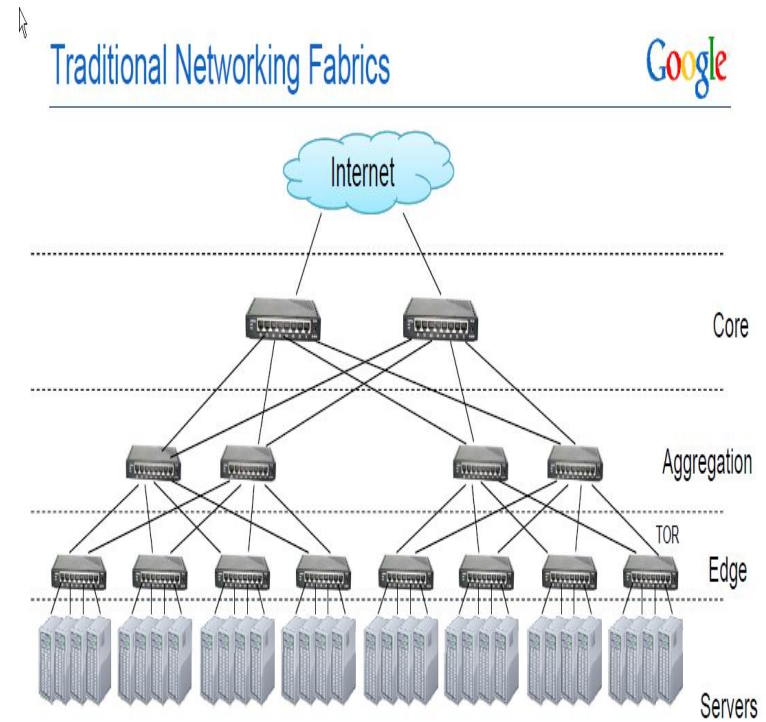 Traditional Networking Fabrics
Google
Internet
Core
Aggregation
TOR
Edge
Servers